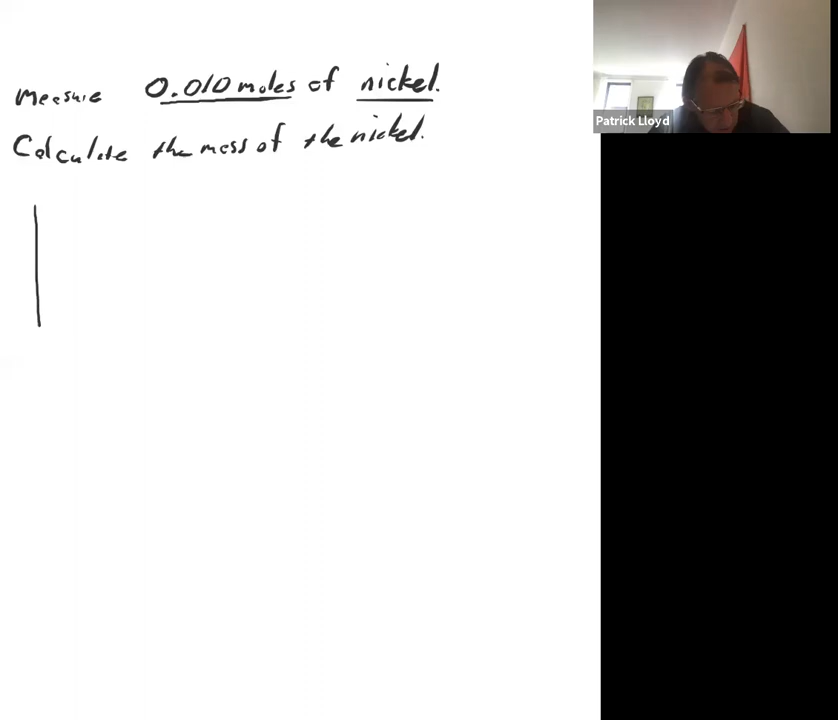 Measure 0.010 moles of nickel.
Calculate the mass of the nickel.
Patrick Lloyd